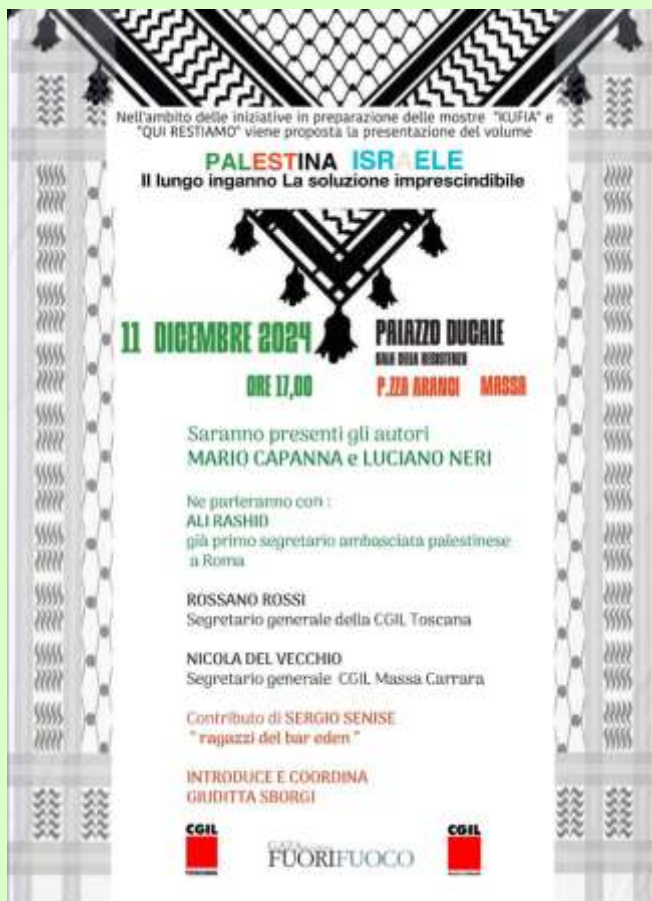 Nell'ambito delle iniziative in preparazione delle mostre "KUFIA" e
"QUI RESTIAMO" viene proposta la presentazione del volume
PALESTINA ISRAELE
Il lungo inganno La soluzione imprescindibile
11 DICEMBRE 2024
PALAZZO DUCALE
SALA DELLA RESISTENZA
ORE 17,00
P.ZZA ARANCI MASSA
Saranno presenti gli autori
MARIO CAPANNA e LUCIANO NERI
Ne parleranno con :
ALI RASHID
già primo segretario ambasciata palestinese
a Roma
ROSSANO ROSSI
Segretario generale della CGIL Toscana
NICOLA DEL VECCHIO
Segretario generale CGIL Massa Carrara
Contributo di SERGIO SENISE
" ragazzi del bar eden "
INTRODUCE E COORDINA
GIUDITTA SBORGI
CGIL
FUORIFUOCO
CGIL